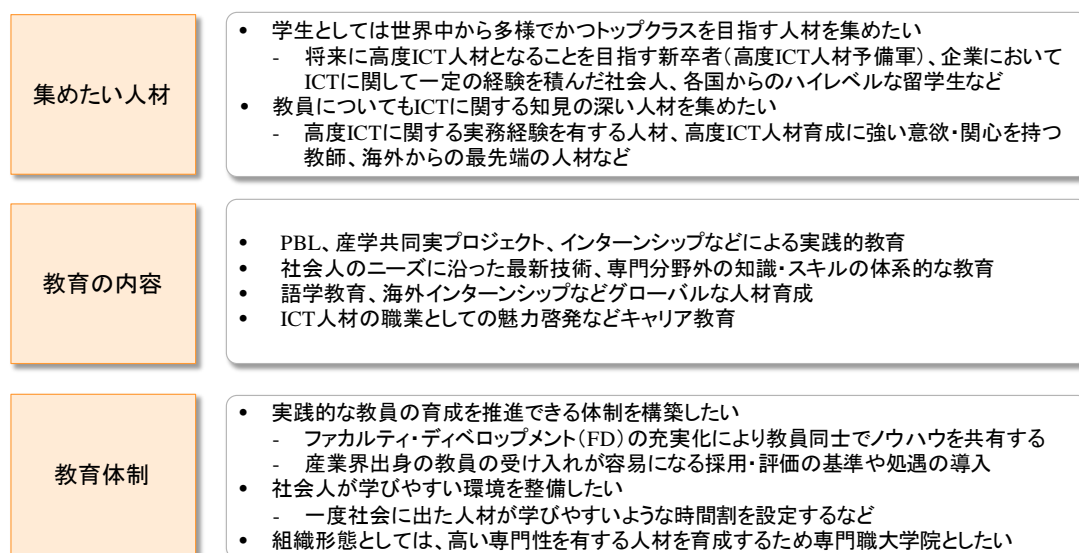 集めたい人材
• 学生としては世界中から多様でかつトップクラスを目指す人材を集めたい
- 将来に高度ICT人材となることを目指す新卒者（高度ICT人材予備軍）、企業において
ICTに関して一定の経験を積んだ社会人、各国からのハイレベルな留学生など
• 教員についてもICTに関する知見の深い人材を集めたい
- 高度ICTに関する実務経験を有する人材、高度ICT人材育成に強い意欲・関心を持つ
教師、海外からの最先端の人材など
教育の内容
• PBL、産学共同実プロジェクト、インターンシップなどによる実践的教育
• 社会人のニーズに沿った最新技術、専門分野外の知識・スキルの体系的な教育
• 語学教育、海外インターンシップなどグローバルな人材育成
• ICT人材の職業としての魅力啓発などキャリア教育
教育体制
• 実践的な教員の育成を推進できる体制を構築したい
- ファカルティ・ディベロップメント（FD）の充実化により教員同士でノウハウを共有する
- 産業界出身の教員の受け入れが容易になる採用・評価の基準や処遇の導入
• 社会人が学びやすい環境を整備したい
- 一度社会に出た人材が学びやすいような時間割を設定するなど
• 組織形態としては、高い専門性を有する人材を育成するため専門職大学院としたい